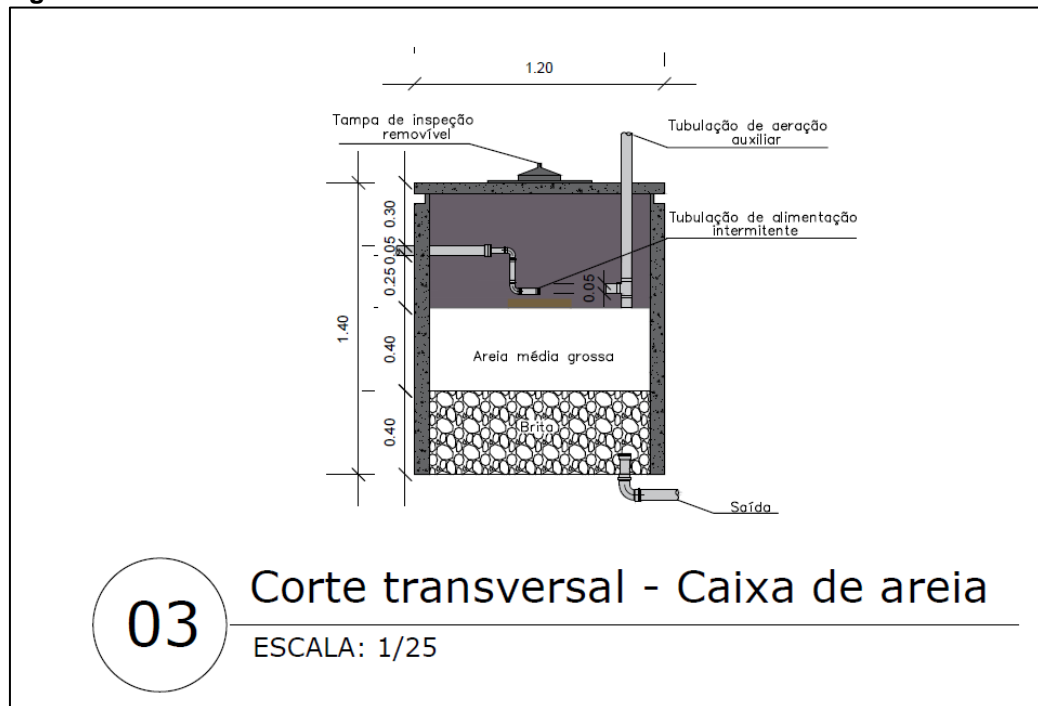 1.20
Tampa de inspeção
removível
Tubulação de aeração
auxiliar
Tubulação de alimentação
intermitente
0.30
0.05
0.25
0.05
1.40
0.40
Areia média grossa
0.40
Brita
Saída
03
Corte transversal - Caixa de areia
ESCALA: 1/25